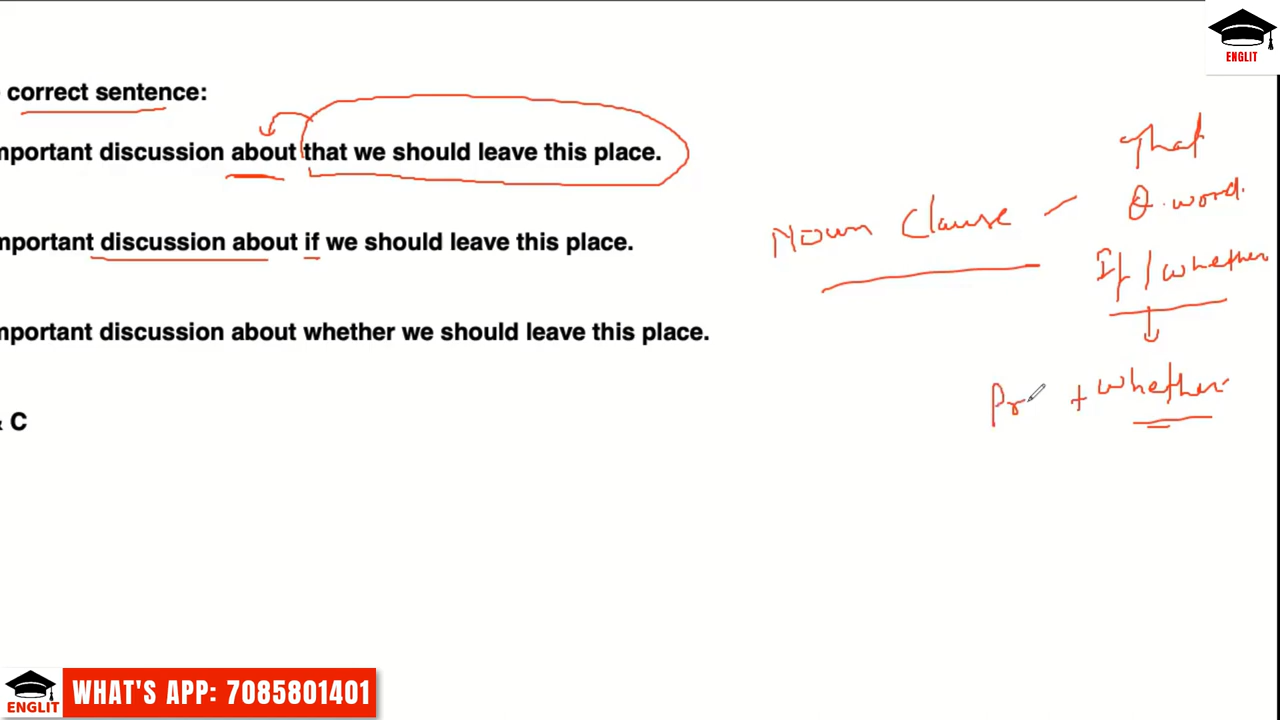 ENGLIT
correct sentence:
mportant discussion about that we should leave this place.
mportant discussion about if we should leave this place.
mportant discussion about whether we should leave this place.
& C
Noun Clause –
That
Q.word.
If / whether
Pr + whether
ENGLIT
WHAT'S APP: 7085801401